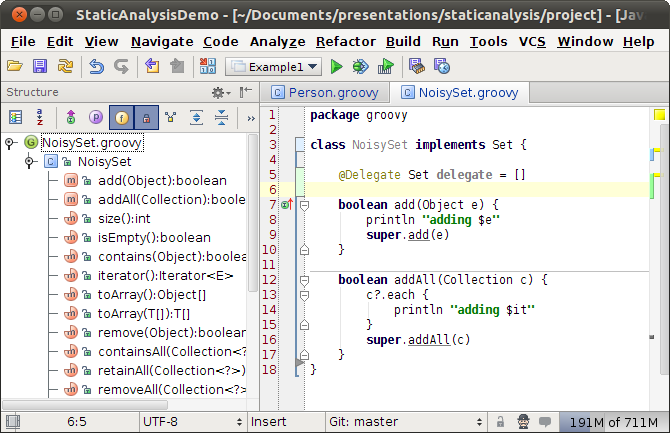 StaticAnalysisDemo - [~/Documents/presentations/staticanalysis/project] - [Jav
File Edit View Navigate Code Analyze Refactor Build Run Tools VCS Window Help
Example1
Structure
Person.groovy NoisySet.groovy
NoisySet.groovy
NoisySet
add(Object):boolean
addAll(Collection):boolean
size():int
isEmpty():boolean
contains(Object):boolean
iterator():Iterator<E>
toArray():Object[]
toArray(T[]):T[]
remove(Object):boolean
containsAll(Collection<?>
retainAll(Collection<?>)
removeAll(Collection<?>
1 package groovy
2
3 class NoisySet implements Set {
4
5 @Delegate Set delegate = []
6
7 boolean add(Object e) {
8 println "adding $e"
9 super.add(e)
10 }
11
12 boolean addAll(Collection c) {
13 c?.each {
14 println "adding $it"
15 }
16 super.addAll(c)
17 }
18 }
6:5 UTF-8 Insert Git: master 191M of 711M